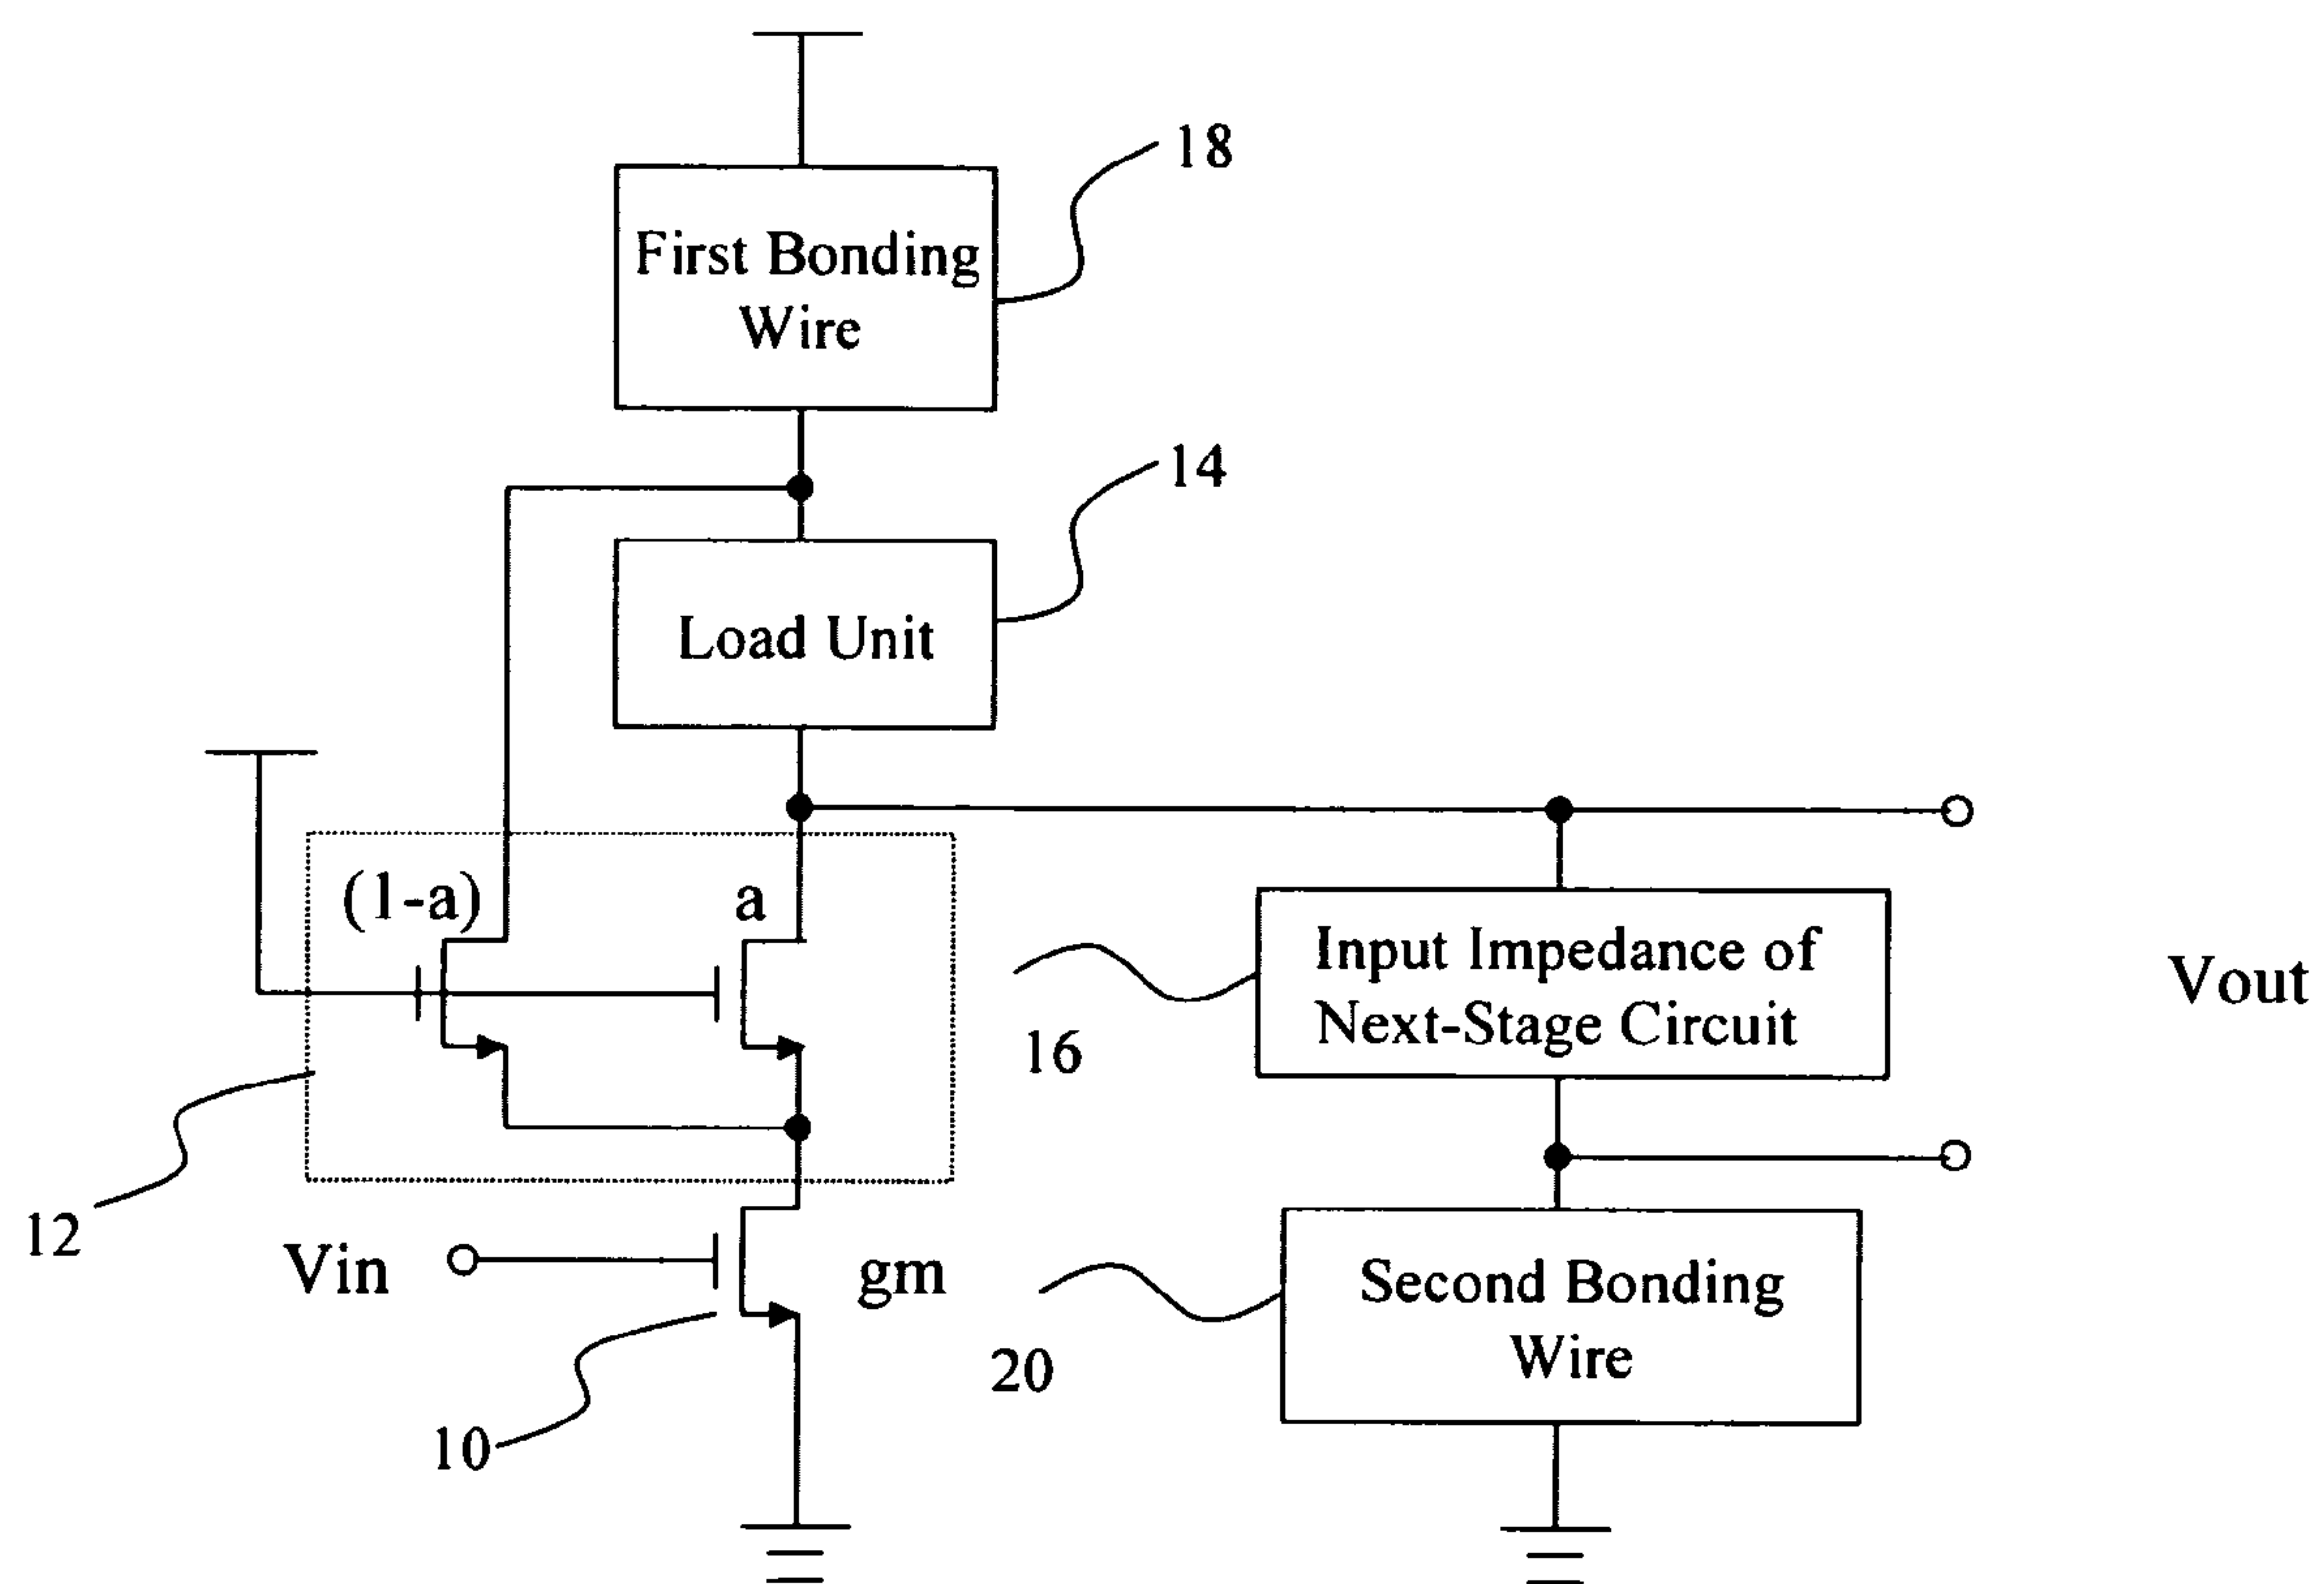 18
First Bonding
Wire
14
Load Unit
(1-a)
a
Input Impedance of
Next-Stage Circuit
Vout
16
12
Vin
gm
Second Bonding
Wire
20
10